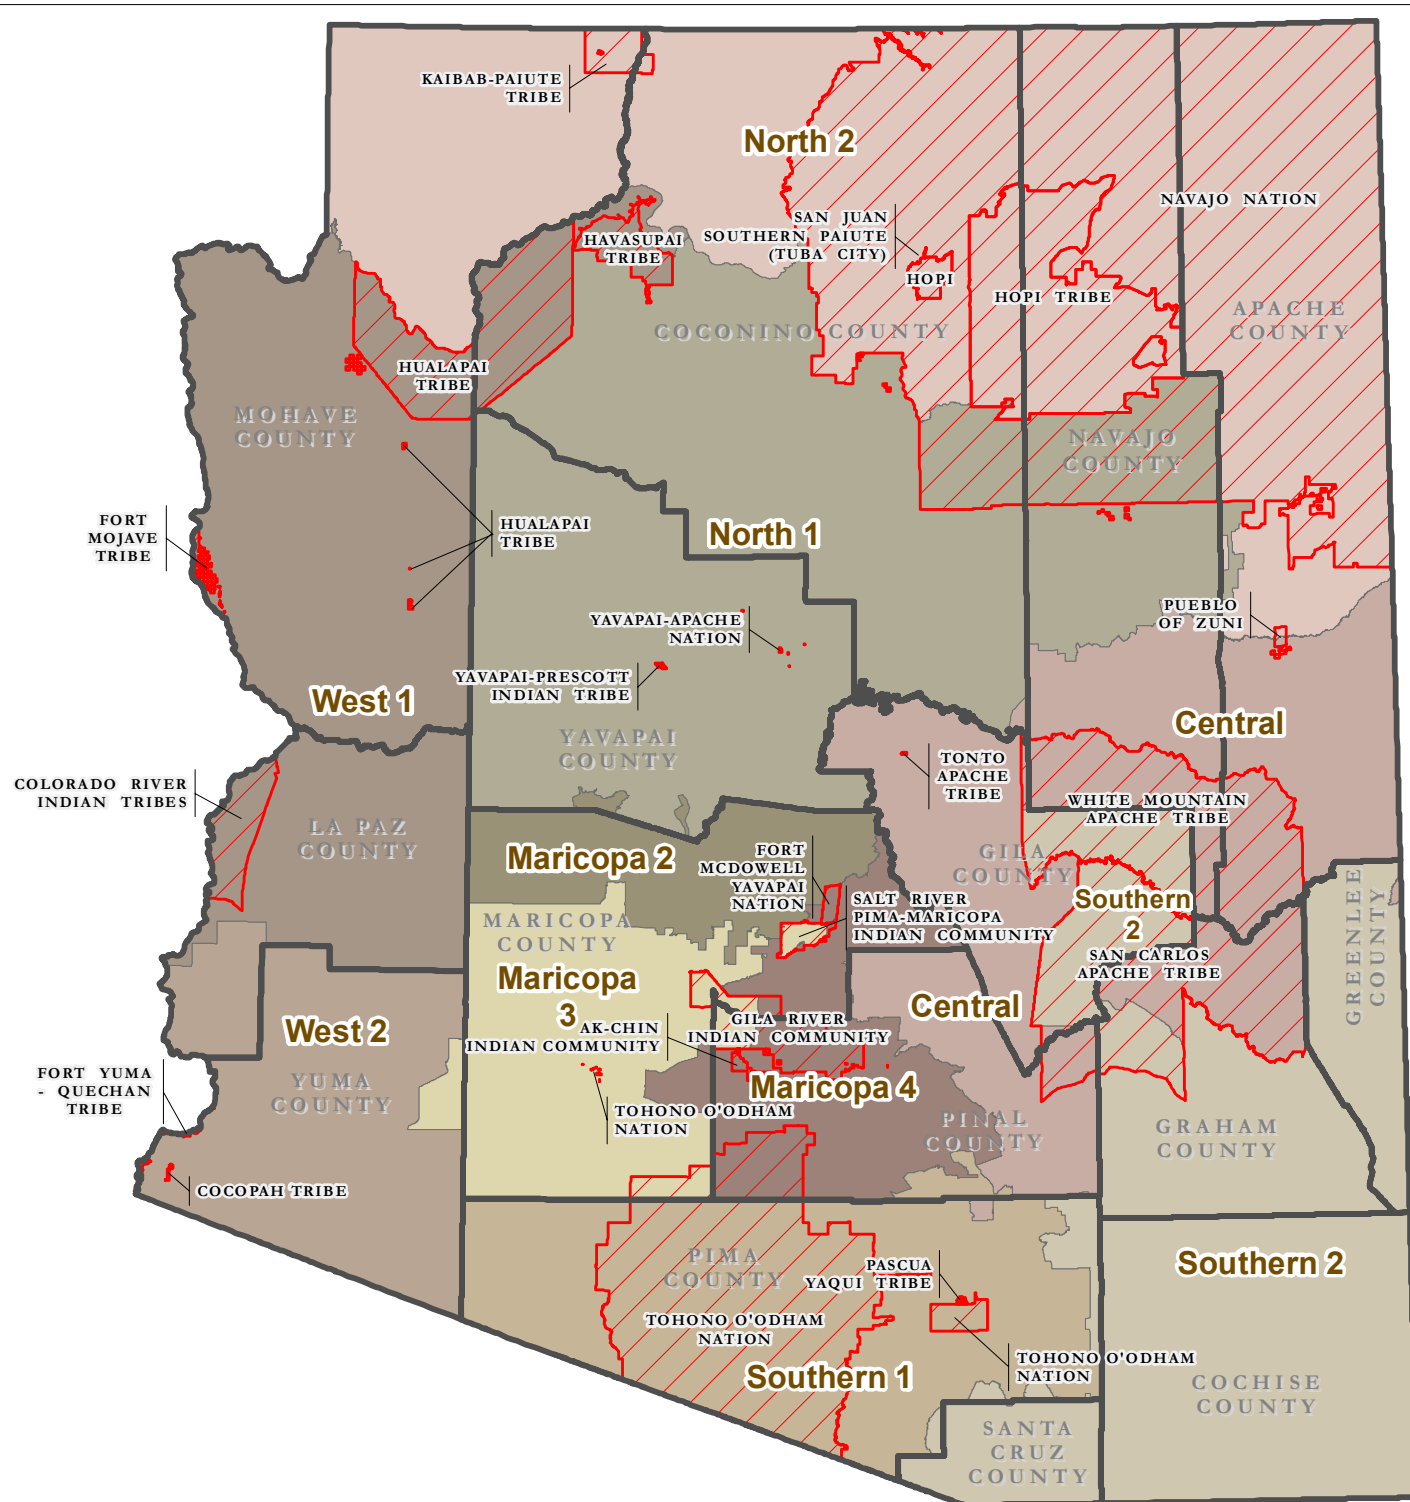 KAIBAB-PAIUTE
TRIBE
North 2
NAVAJO NATION
SAN JUAN
SOUTHERN PAIUTE
(TUBA CITY)
HAVASUPAI
TRIBE
HOPI
HOPI TRIBE
APACHE
COUNTY
COCONINO COUNTY
HUALAPAI
TRIBE
MOHAVE
COUNTY
NAVAJO
COUNTY
FORT
MOJAVE
TRIBE
HUALAPAI
TRIBE
North 1
YAVAPAI-APACHE
NATION
PUEBLO
OF ZUNI
YAVAPAI-PRESCOTT
INDIAN TRIBE
West 1
Central
YAVAPAI
COUNTY
TONTO
APACHE
TRIBE
COLORADO RIVER
INDIAN TRIBES
WHITE MOUNTAIN
APACHE TRIBE
LA PAZ
COUNTY
Maricopa 2
FORT
MCDOWELL
YAVAPAI
NATION
GILA
COUNTY
GREENLEE
COUNTY
SALT RIVER
PIMA-MARICOPA
INDIAN COMMUNITY
Southern
2
MARICOPA
COUNTY
SAN CARLOS
APACHE TRIBE
Maricopa
3
Central
West 2
GILA RIVER
INDIAN COMMUNITY
AK-CHIN
INDIAN COMMUNITY
FORT YUMA
- QUECHAN
TRIBE
YUMA
COUNTY
Maricopa 4
TOHONO O'ODHAM
NATION
PINAL
COUNTY
GRAHAM
COUNTY
COCOPAH TRIBE
PIMA
COUNTY
PASCUA
YAQUI TRIBE
Southern 2
TOHONO O'ODHAM
NATION
TOHONO O'ODHAM
NATION
Southern 1
COCHISE
COUNTY
SANTA
CRUZ
COUNTY